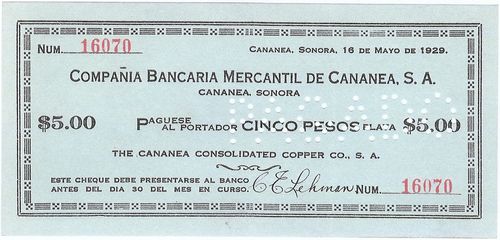 NUM. 16070
CANANEA, SONORA, 16 DE MAYO DE 1929.
COMPAÑIA BANCARIA MERCANTIL DE CANANEA, S. A.
CANANEA, SONORA
PAGADO
$5.00 PAGUESE AL PORTADOR CINCO PESOS PLATA $5.00
THE CANANEA CONSOLIDATED COPPER CO., S. A.
ESTE CHEQUE DEBE PRESENTARSE AL BANCO
ANTES DEL DIA 30 DEL MES EN CURSO. C E Lehman NUM. 16070